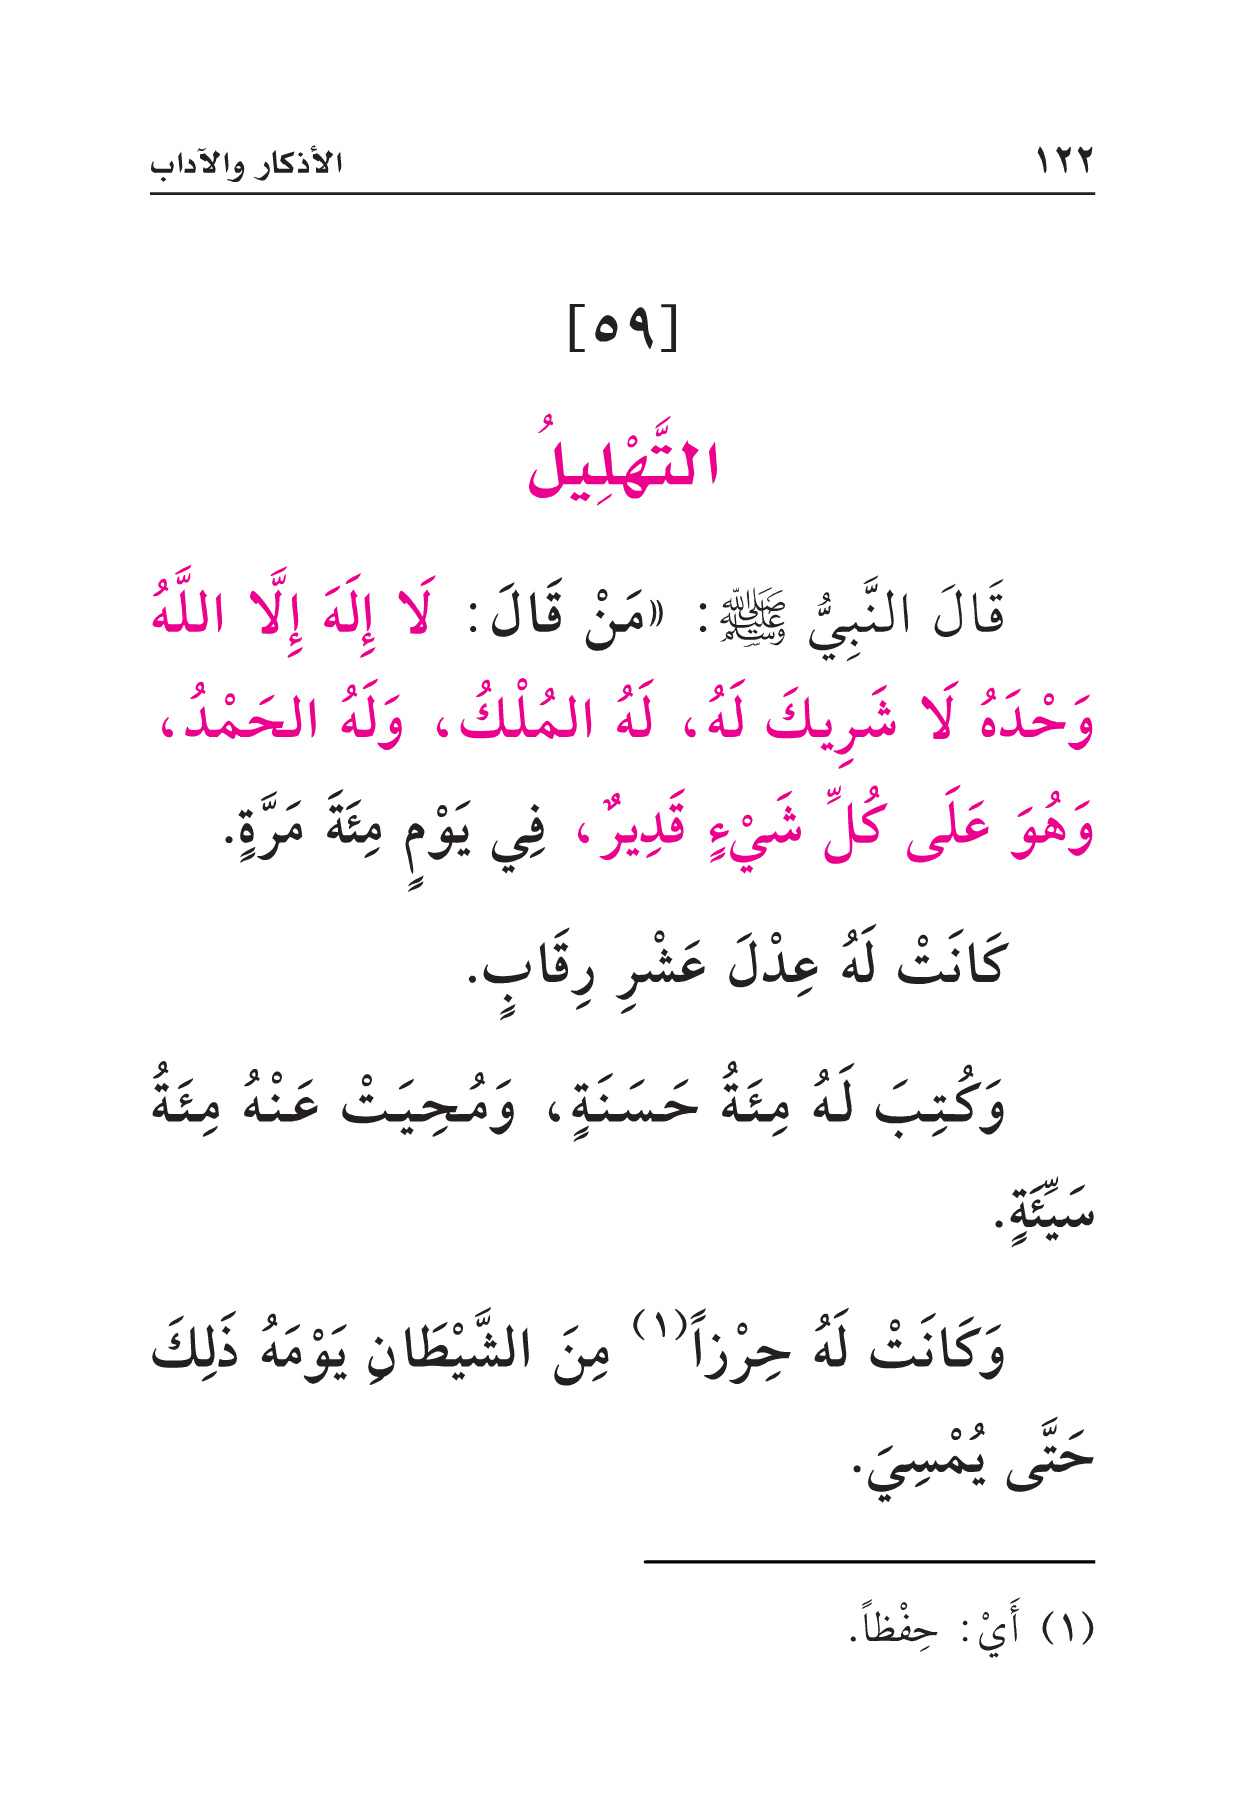 ١٢٢ الأذكار والآداب
[٥٩]
التَّهْلِيلُ
قَالَ النَّبِيُّ ﷺ: «مَنْ قَالَ: لَا إِلَهَ إِلَّا اللَّهُ
وَحْدَهُ لَا شَرِيكَ لَهُ، لَهُ المُلْكُ، وَلَهُ الحَمْدُ،
وَهُوَ عَلَى كُلِّ شَيْءٍ قَدِيرٌ، فِي يَوْمٍ مِئَةَ مَرَّةٍ.
كَانَتْ لَهُ عِدْلَ عَشْرِ رِقَابٍ.
وَكُتِبَ لَهُ مِئَةُ حَسَنَةٍ، وَمُحِيَتْ عَنْهُ مِئَةُ
سَيِّئَةٍ.
وَكَانَتْ لَهُ حِرْزاً(١) مِنَ الشَّيْطَانِ يَوْمَهُ ذَلِكَ
حَتَّى يُمْسِيَ.
(١) أَيْ: حِفْظاً.